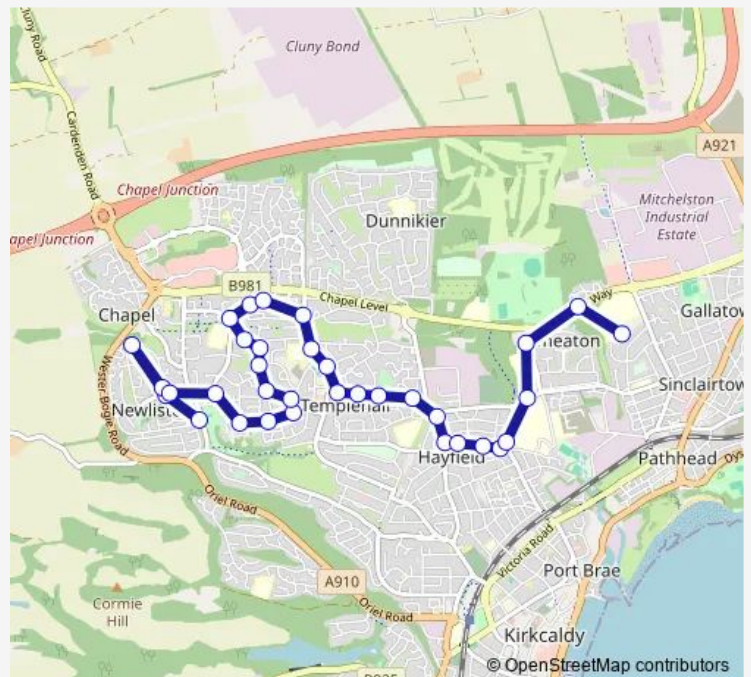 Cluny Road
Cluny Bond
A921
Cardenden Road
Chapel Junction
Mitchelston
Industrial
Estate
Dunnikier
apel Junction
B981
Chapel Level
Way
Chapel
Gallatow
heaton
Sinclairtow
Wester Bogie Road
Newlist
Templehall
Hayfield
Pathhead
Dys
Oriel Road
Victoria Road
Port Brae
A910
Cormie
Hill
Oriel Road
Kirkcaldy
© OpenStreetMap contributors